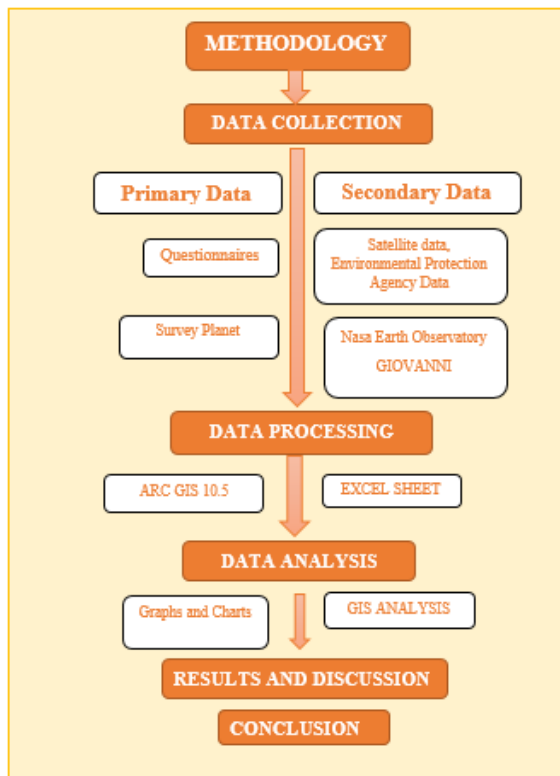 METHODOLOGY
DATA COLLECTION
Primary Data
Secondary Data
Questionnaires
Satellite data,
Environmental Protection
Agency Data
Survey Planet
Nasa Earth Observatory
GIOVANNI
DATA PROCESSING
ARC GIS 10.5
EXCEL SHEET
DATA ANALYSIS
Graphs and Charts
GIS ANALYSIS
RESULTS AND DISCUSSION
CONCLUSION